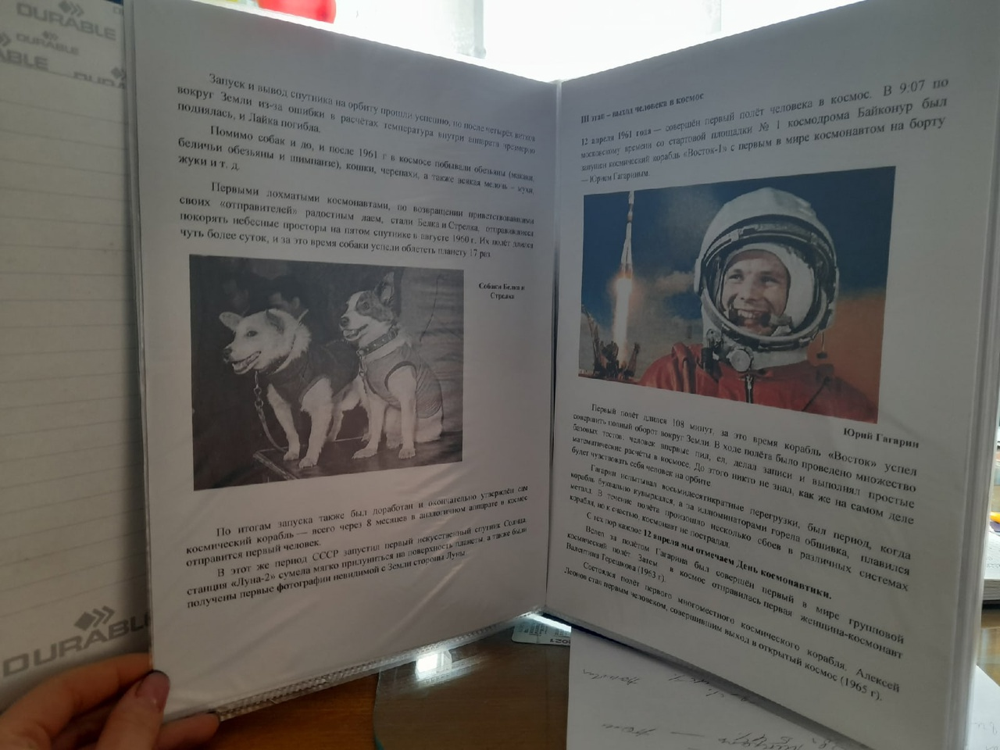 DURABLE
DURABLE
ABLE
DURA
DURABLE
Запуск и вывод спутника на орбиту прошли успешно, но после четырёх витков
вокруг Земли из-за ошибки в расчётах температура внутри аппарата чрезмерно
поднялась, и Лайка погибла.
Помимо собак и до, и после 1961 г в космосе побывали обезьяны (макаки,
беличьи обезьяны и шимпанзе), кошки, черепахи, а также всякая мелочь – мухи,
жуки и т. д.
Первыми лохматыми космонавтами, по возвращении приветствовавшими
своих «отправителей» радостным лаем, стали Белка и Стрелка, отправившиеся
покорять небесные просторы на пятом спутнике в августе 1960 г. Их полёт длился
чуть более суток, и за это время собаки успели облететь планету 17 раз.
Собаки Белка и
Стрелка
По итогам запуска также был доработан и окончательно утверждён сам
космический корабль — всего через 8 месяцев в аналогичном аппарате в космос
отправится первый человек.
В этот же период СССР запустил первый искусственный спутник Солнца,
станция «Луна-2» сумела мягко прилуниться на поверхность планеты, а также были
получены первые фотографии невидимой с Земли стороны Луны
III этап – выход человека в космос
12 апреля 1961 года — совершён первый полёт человека в космос. В 9:07 по
московскому времени со стартовой площадки № 1 космодрома Байконур был
запущен космический корабль «Восток-1» с первым в мире космонавтом на борту
— Юрием Гагариным.
Юрий Гагарин
Первый полёт длился 108 минут, за это время корабль «Восток» успел
совершить полный оборот вокруг Земли. В ходе полёта было проведено множество
базовых тестов, человек впервые пил, ел, делал записи и выполнял простые
математические расчёты в космосе. До этого никто не знал, как же на самом деле
будет чувствовать себя человек на орбите
Гагарин испытывал восьмидесятикратные перегрузки, был период, когда
корабль буквально кувыркался, а за иллюминаторами горела обшивка, плавился
металл. В течение полёта произошло несколько сбоев в различных системах
корабля, но к счастью, космонавт не пострадал.
С тех пор каждое 12 апреля мы отмечаем День космонавтики.
Вслед за полётом Гагарина был совершён первый в мире групповой
космический полёт. Затем в космос отправилась первая женщина-космонавт
Валентина Терешкова (1963 г).
Состоялся полёт первого многоместного космического корабля, Алексей
Леонов стал первым человеком, совершившим выход в открытый космос (1965 г).